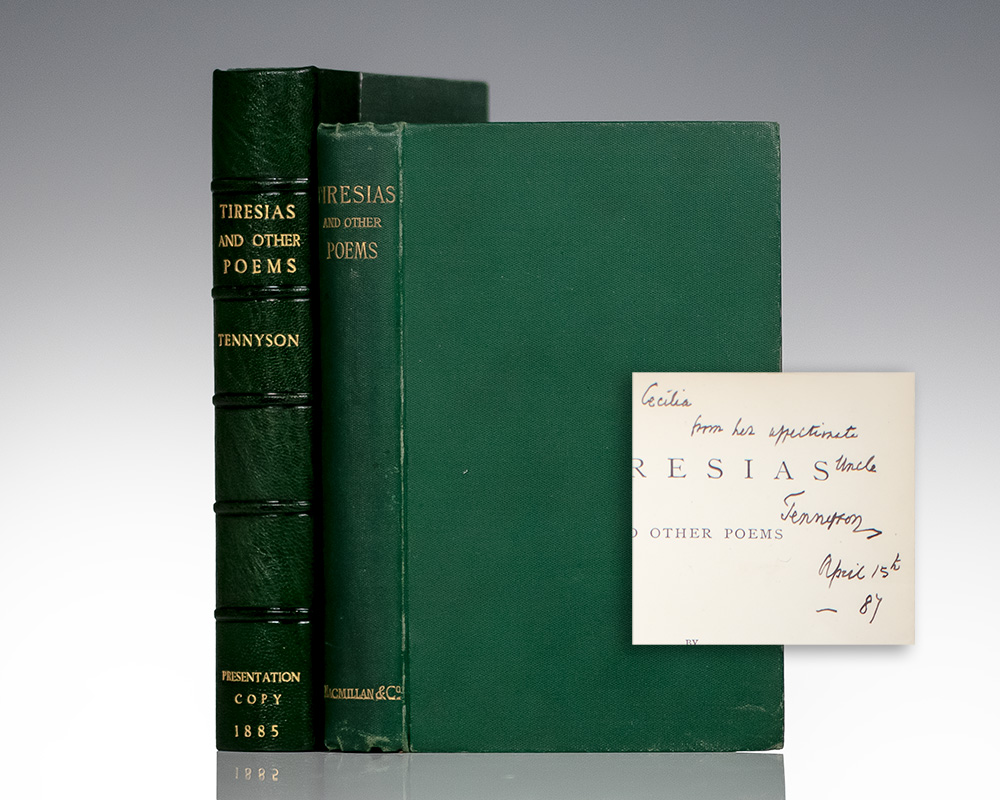 TIRESIAS
AND OTHER
POEMS
TENNYSON
PRESENTATION
COPY
1885
TIRESIAS
AND OTHER
POEMS
MACMILLAN & Co.
Cecilia
from her affectionate
RESIAS Uncle
Tennyson
D OTHER POEMS
April 15th
— 87
BY